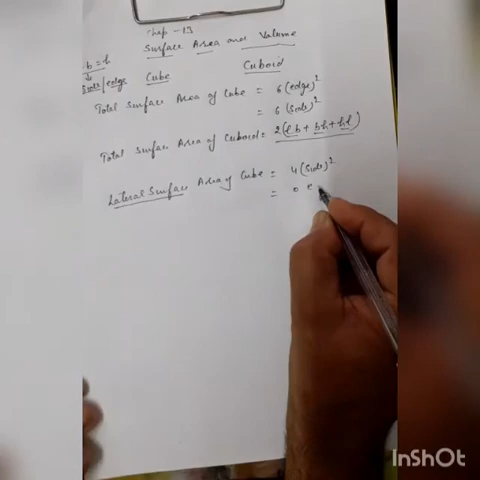 Chap - 13
Surface Area and Volume
b = h
Side/edge Cube Cuboid
Total Surface Area of Cube = 6 (edge)²
= 6 (Side)²
Total Surface Area of Cuboid = 2(lb + bh + hl)
Lateral Surface Area of Cube = 4 (Side)²
=
InShOt